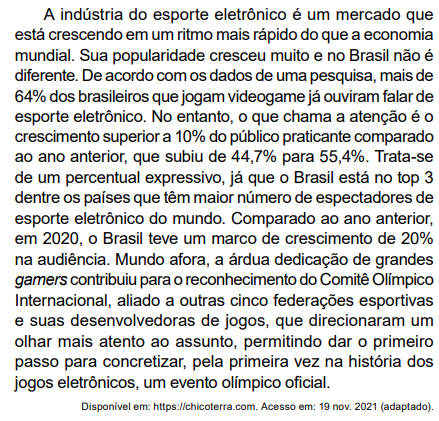 A indústria do esporte eletrônico é um mercado que
está crescendo em um ritmo mais rápido do que a economia
mundial. Sua popularidade cresceu muito e no Brasil não é
diferente. De acordo com os dados de uma pesquisa, mais de
64% dos brasileiros que jogam videogame já ouviram falar de
esporte eletrônico. No entanto, o que chama a atenção é o
crescimento superior a 10% do público praticante comparado
ao ano anterior, que subiu de 44,7% para 55,4%. Trata-se
de um percentual expressivo, já que o Brasil está no top 3
dentre os países que têm maior número de espectadores de
esporte eletrônico do mundo. Comparado ao ano anterior,
em 2020, o Brasil teve um marco de crescimento de 20%
na audiência. Mundo afora, a árdua dedicação de grandes
gamers contribuiu para o reconhecimento do Comitê Olímpico
Internacional, aliado a outras cinco federações esportivas
e suas desenvolvedoras de jogos, que direcionaram um
olhar mais atento ao assunto, permitindo dar o primeiro
passo para concretizar, pela primeira vez na história dos
jogos eletrônicos, um evento olímpico oficial.
Disponível em: https://chicoterra.com. Acesso em: 19 nov. 2021 (adaptado).